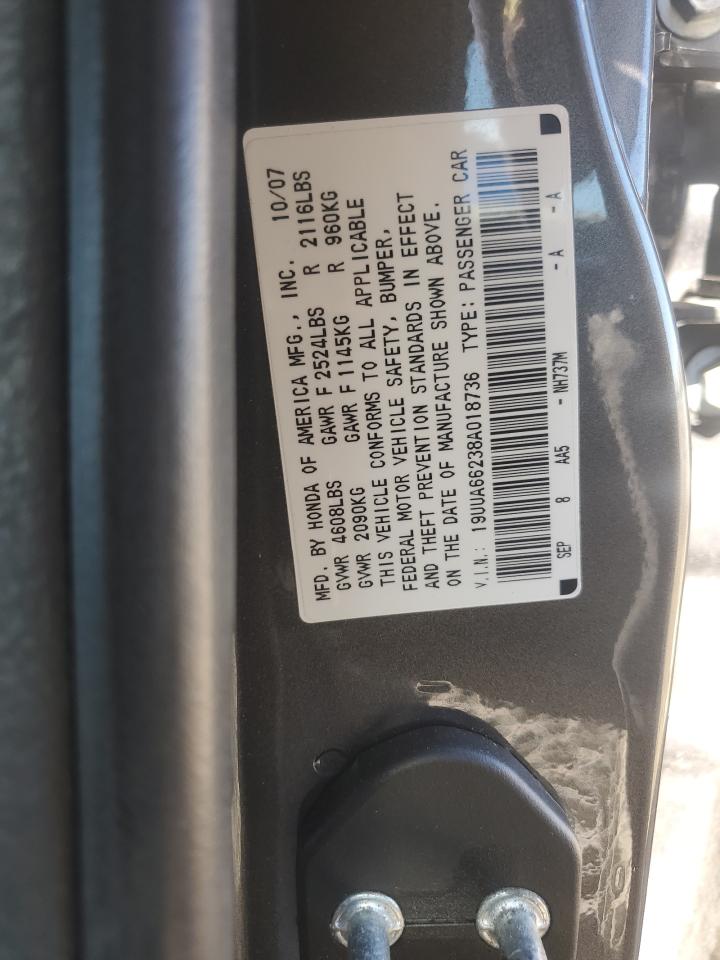 MFD. BY HONDA OF AMERICA MFG., INC. 10/07
GVWR 4608LBS GAWR F 2524LBS R 2116LBS
GVWR 2090KG GAWR F 1145KG R 960KG
THIS VEHICLE CONFORMS TO ALL APPLICABLE
FEDERAL MOTOR VEHICLE SAFETY, BUMPER,
AND THEFT PREVENTION STANDARDS IN EFFECT
ON THE DATE OF MANUFACTURE SHOWN ABOVE.
V.I.N.: 19UUA66238A018736 TYPE: PASSENGER CAR
SEP 8 AA5 - NH737M - A - A